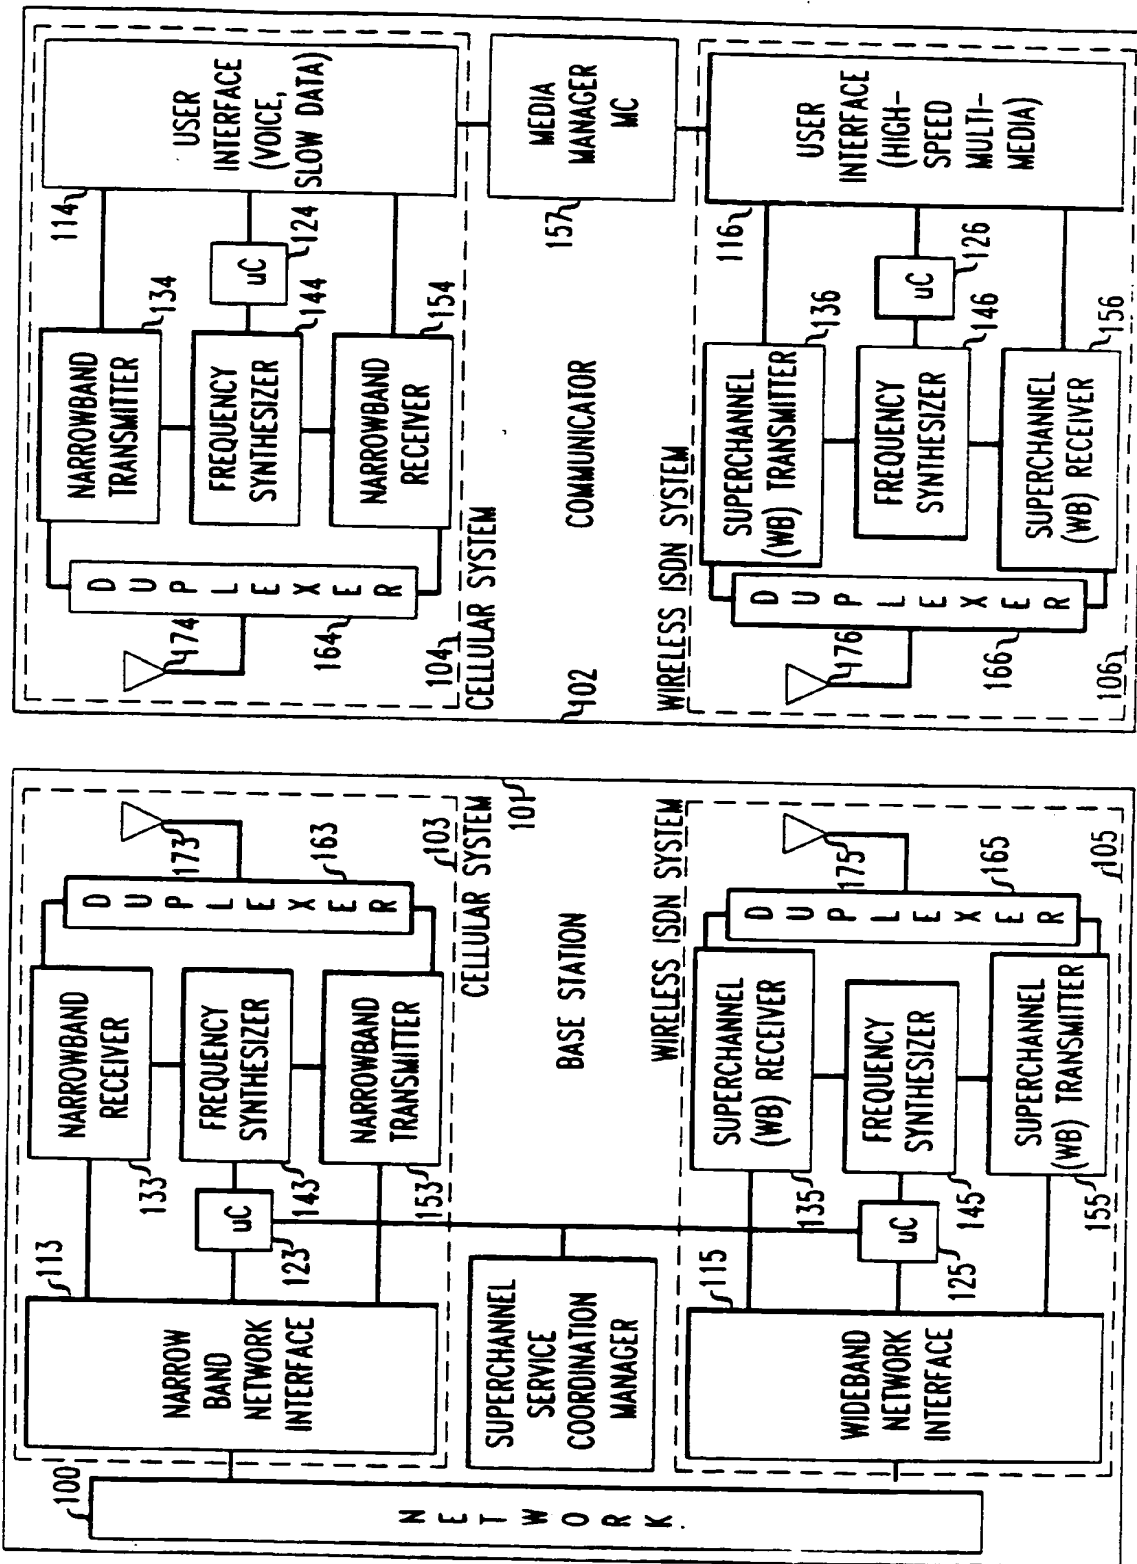 100
N
E
T
W
O
R
K
NARROW
BAND
NETWORK
INTERFACE
113
NARROWBAND
RECEIVER
133
FREQUENCY
SYNTHESIZER
143
uC
123
NARROWBAND
TRANSMITTER
153
D
U
P
L
E
X
E
R
163
173
103
CELLULAR SYSTEM
SUPERCHANNEL
SERVICE
COORDINATION
MANAGER
BASE STATION
101
WIRELESS ISDN SYSTEM
WIDEBAND
NETWORK
INTERFACE
115
SUPERCHANNEL
(WB) RECEIVER
135
FREQUENCY
SYNTHESIZER
145
uC
125
SUPERCHANNEL
(WB) TRANSMITTER
155
D
U
P
L
E
X
E
R
165
175
105
174
D
U
P
L
E
X
E
R
164
NARROWBAND
TRANSMITTER
134
FREQUENCY
SYNTHESIZER
144
uC
124
NARROWBAND
RECEIVER
154
USER
INTERFACE
(VOICE,
SLOW DATA)
114
104
CELLULAR SYSTEM
102
COMMUNICATOR
MEDIA
MANAGER
MC
157
WIRELESS ISDN SYSTEM
176
D
U
P
L
E
X
E
R
166
SUPERCHANNEL
(WB) TRANSMITTER
136
FREQUENCY
SYNTHESIZER
146
uC
126
SUPERCHANNEL
(WB) RECEIVER
156
USER
INTERFACE
(HIGH-
SPEED
MULTI-
MEDIA)
116
106